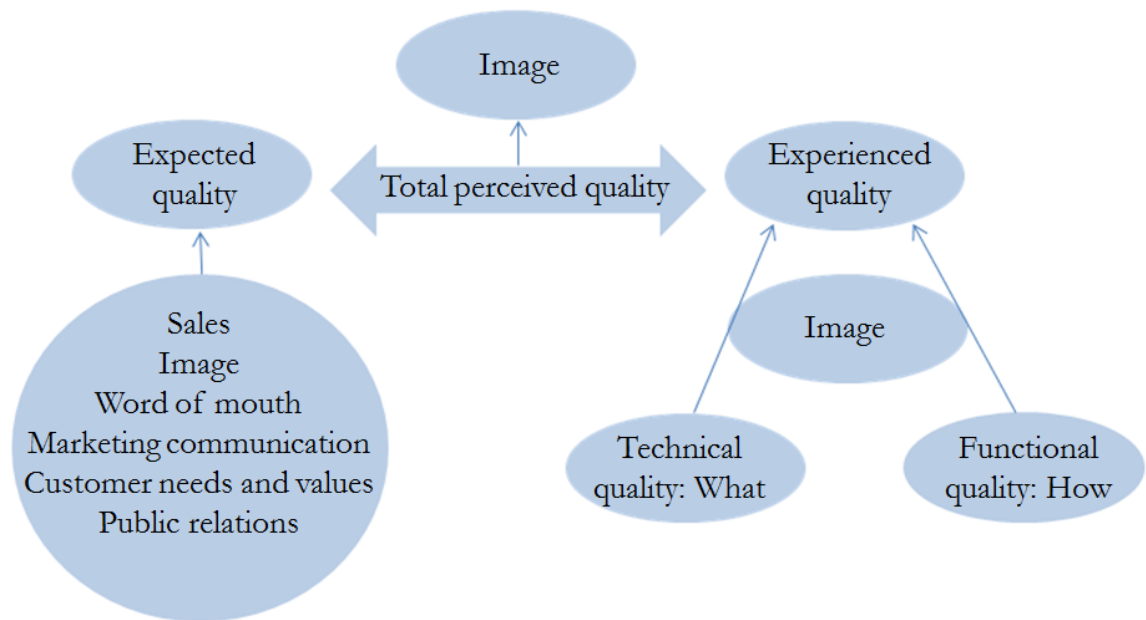 Image
Expected
quality
Total perceived quality
Experienced
quality
Sales
Image
Word of mouth
Marketing communication
Customer needs and values
Public relations
Image
Technical
quality: What
Functional
quality: How